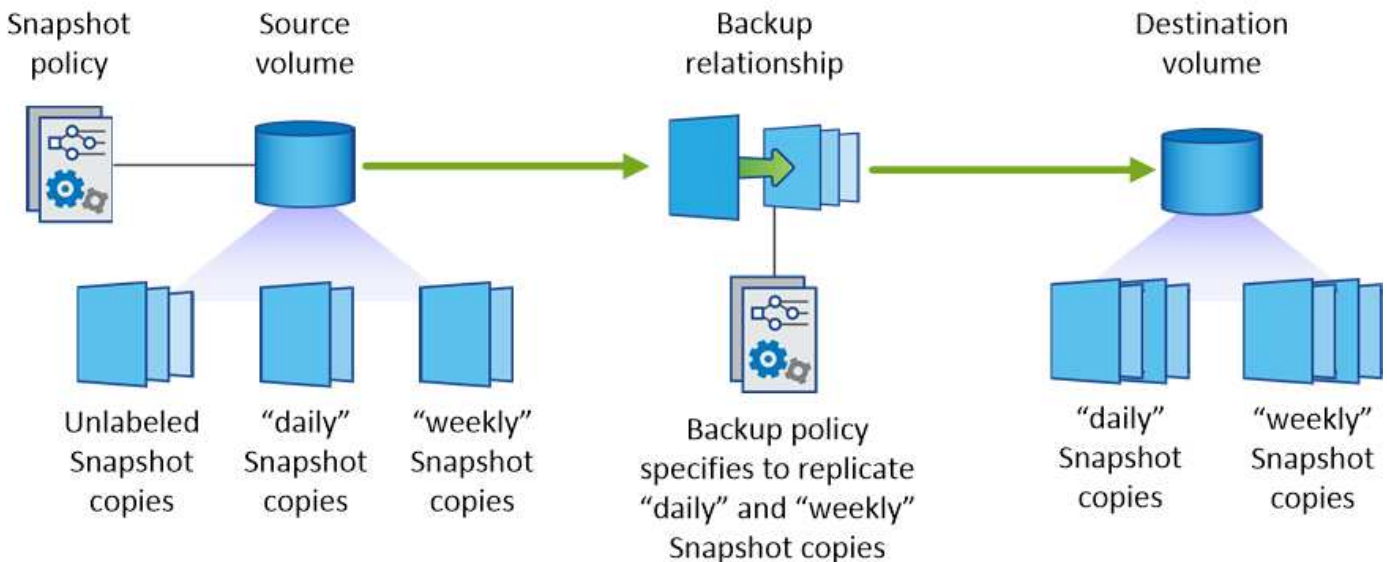 Snapshot
policy
Source
volume
Backup
relationship
Destination
volume
Unlabeled
Snapshot
copies
“daily”
Snapshot
copies
“weekly”
Snapshot
copies
Backup policy
specifies to replicate
“daily” and “weekly”
Snapshot copies
“daily”
Snapshot
copies
“weekly”
Snapshot
copies